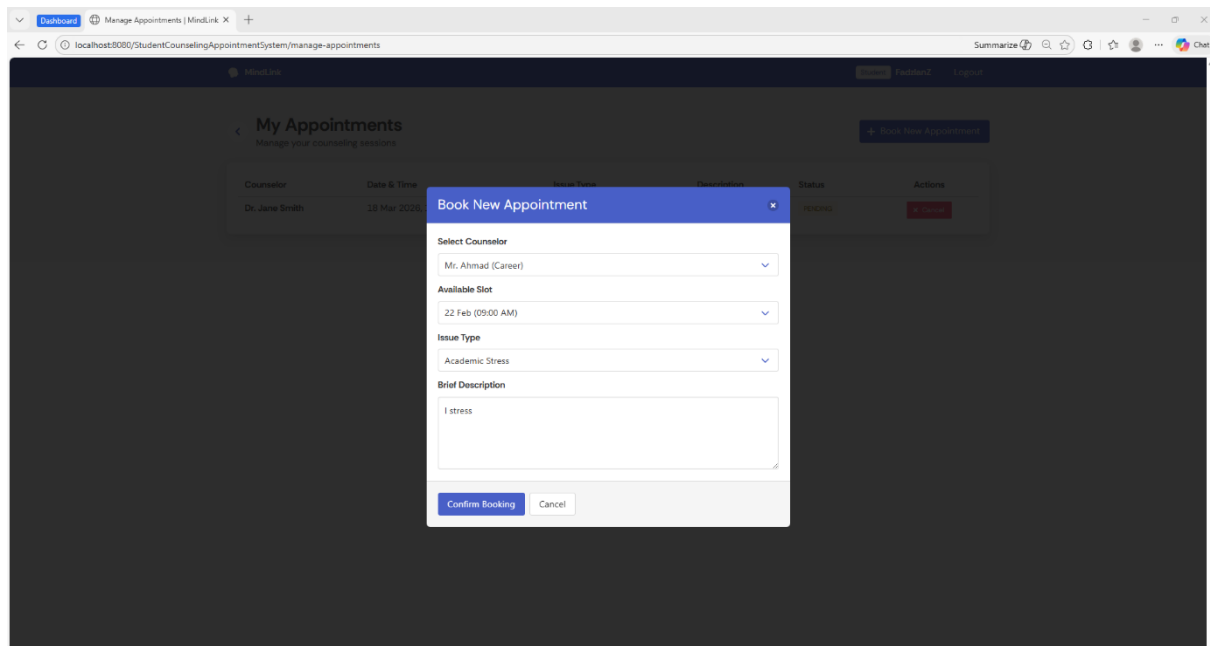 Dashboard
Manage Appointments | MindLink
localhost:8080/StudentCounselingAppointmentSystem/manage-appointments
Summarize
Chat
MindLink
Student FaddianZ Logout
My Appointments
Manage your counseling sessions
+ Book New Appointment
Counselor Date & Time Issue Type Description Status Actions
Dr. Jane Smith 18 Mar 2026, PENDING × Cancel
Book New Appointment
Select Counselor
Mr. Ahmad (Career)
Available Slot
22 Feb (09:00 AM)
Issue Type
Academic Stress
Brief Description
I stress
Confirm Booking Cancel